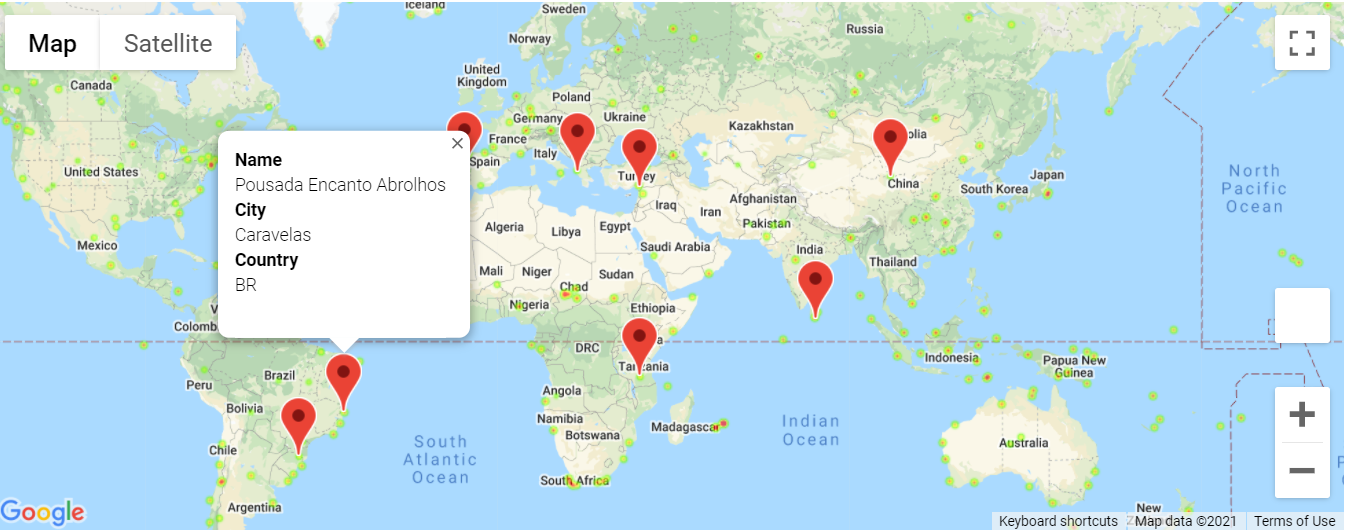 Iceland
Sweden
Map
Satellite
Russia
Norway
United
Kingdom
Canada
Poland
Germany
Ukraine
Kazakhstan
olia
France
Name
Pousada Encanto Abrolhos
City
Caravelas
Country
BR
Italy
Spain
Turkey
United States
China
South Korea
Japan
North
Pacific
Ocean
Afghanistan
Iraq
Iran
Pakistan
Algeria
Libya
Egypt
Mexico
Saudi Arabia
India
Thailand
Mali
Niger
Sudan
Chad
Nigeria
Ethiopia
V
Colomb
DRC
a
Tanzania
Indonesia
Papua New
Guinea
Brazil
Peru
Angola
Bolivia
Namibia
Botswana
Madagascar
Indian
Ocean
South
Atlantic
Ocean
Chile
Australia
South Africa
Argentina
New
P
Google
Keyboard shortcuts
Map data ©2021
Terms of Use